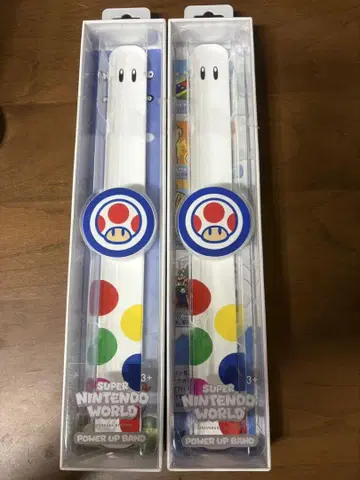 3+
SUPER
NINTENDO
WORLD
POWER UP BAND
3+
SUPER
NINTENDO
WORLD
POWER UP BAND